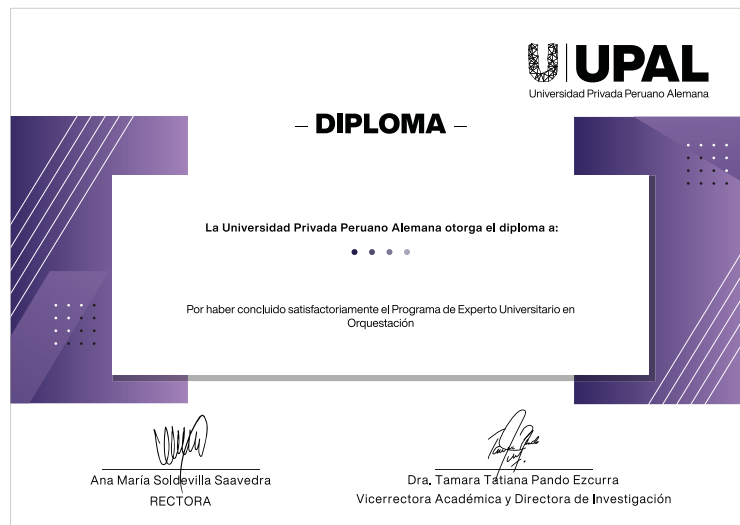 UPAL
Universidad Privada Peruano Alemana
– DIPLOMA –
La Universidad Privada Peruano Alemana otorga el diploma a:
Por haber concluido satisfactoriamente el Programa de Experto Universitario en
Orquestación
Ana María Soldevilla Saavedra
RECTORA
Dra. Tamara Tatiana Pando Ezcurra
Vicerrectora Académica y Directora de Investigación